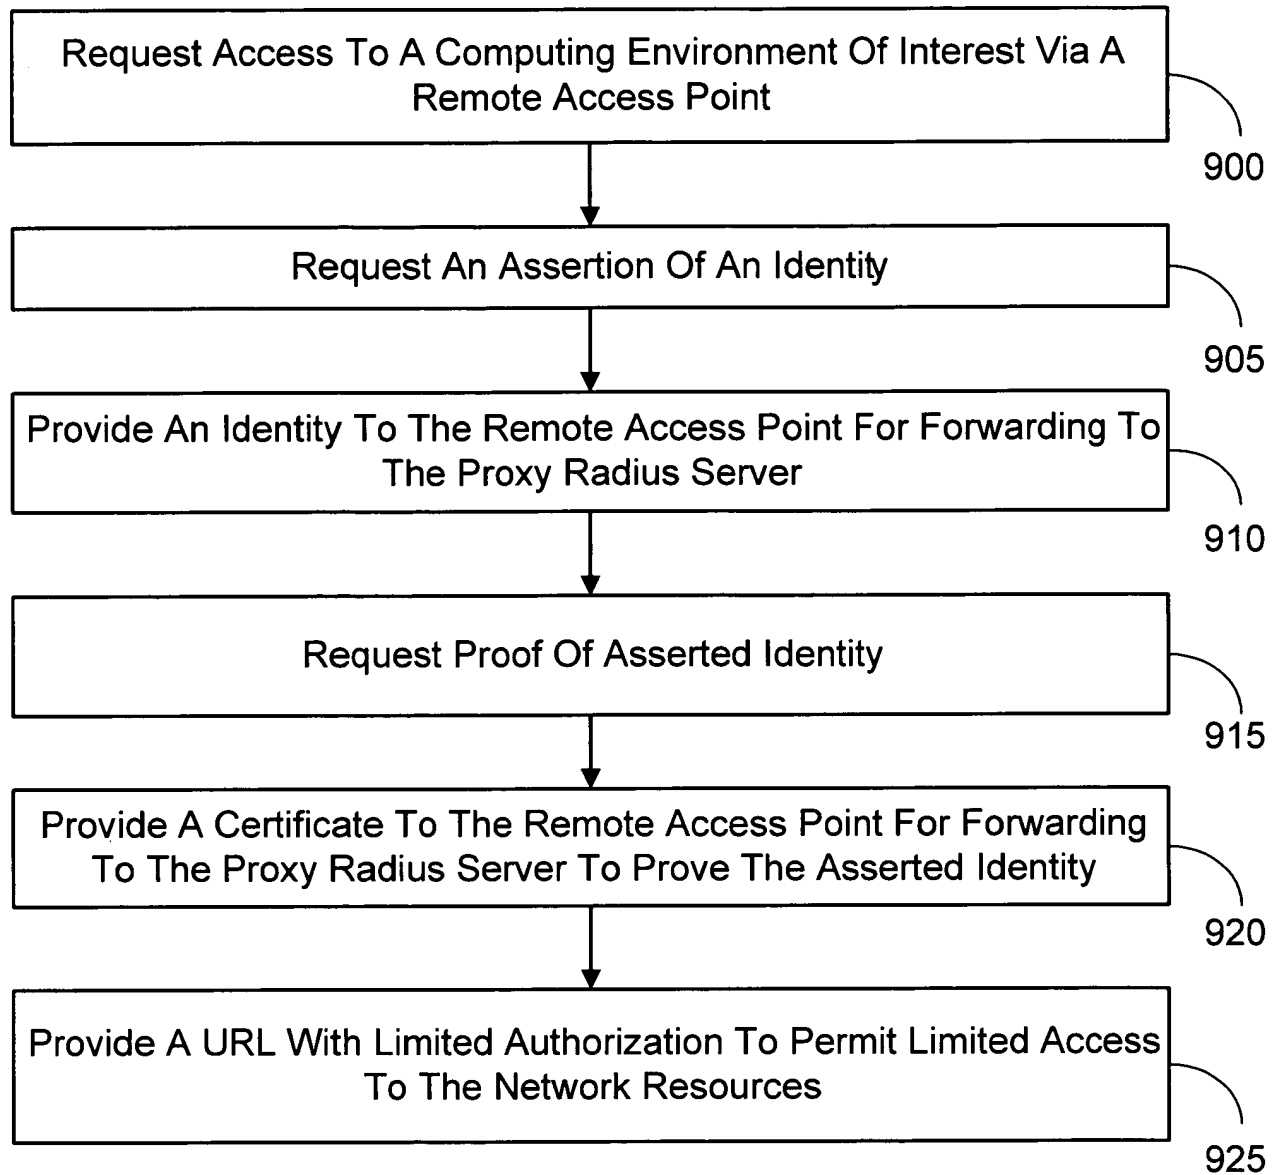 Request Access To A Computing Environment Of Interest Via A
Remote Access Point
900
Request An Assertion Of An Identity
905
Provide An Identity To The Remote Access Point For Forwarding To
The Proxy Radius Server
910
Request Proof Of Asserted Identity
915
Provide A Certificate To The Remote Access Point For Forwarding
To The Proxy Radius Server To Prove The Asserted Identity
920
Provide A URL With Limited Authorization To Permit Limited Access
To The Network Resources
925